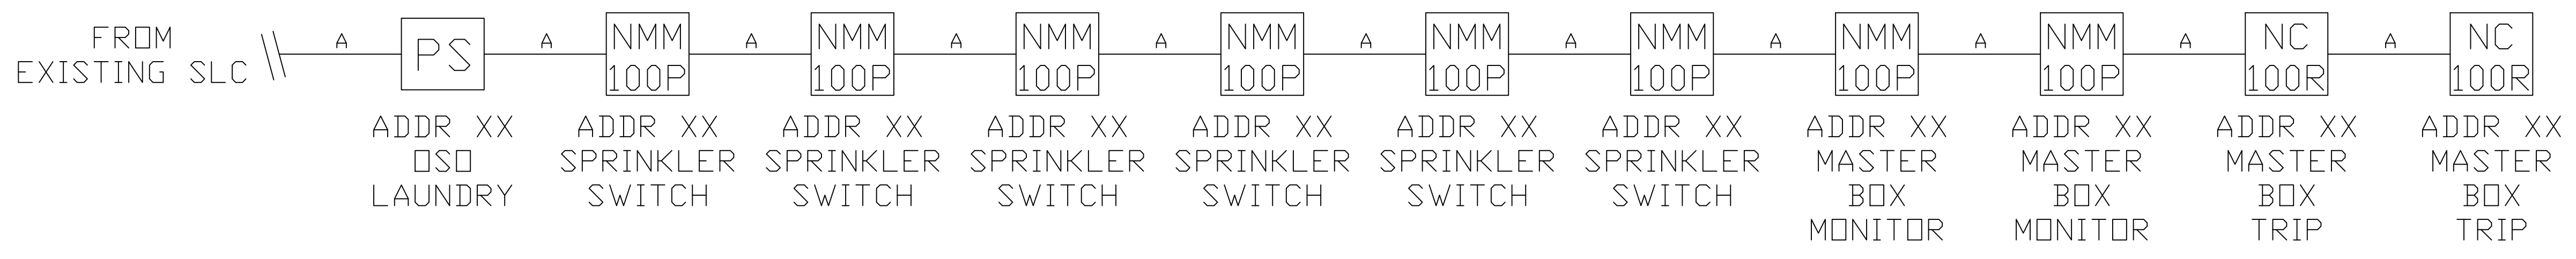 FROM
EXISTING SLC
A
PS
ADDR XX
OSO
LAUNDRY
A
NMM
100P
ADDR XX
SPRINKLER
SWITCH
A
NMM
100P
ADDR XX
SPRINKLER
SWITCH
A
NMM
100P
ADDR XX
SPRINKLER
SWITCH
A
NMM
100P
ADDR XX
SPRINKLER
SWITCH
A
NMM
100P
ADDR XX
SPRINKLER
SWITCH
A
NMM
100P
ADDR XX
SPRINKLER
SWITCH
A
NMM
100P
ADDR XX
MASTER
BOX
MONITOR
A
NMM
100P
ADDR XX
MASTER
BOX
MONITOR
A
NC
100R
ADDR XX
MASTER
BOX
TRIP
A
NC
100R
ADDR XX
MASTER
BOX
TRIP